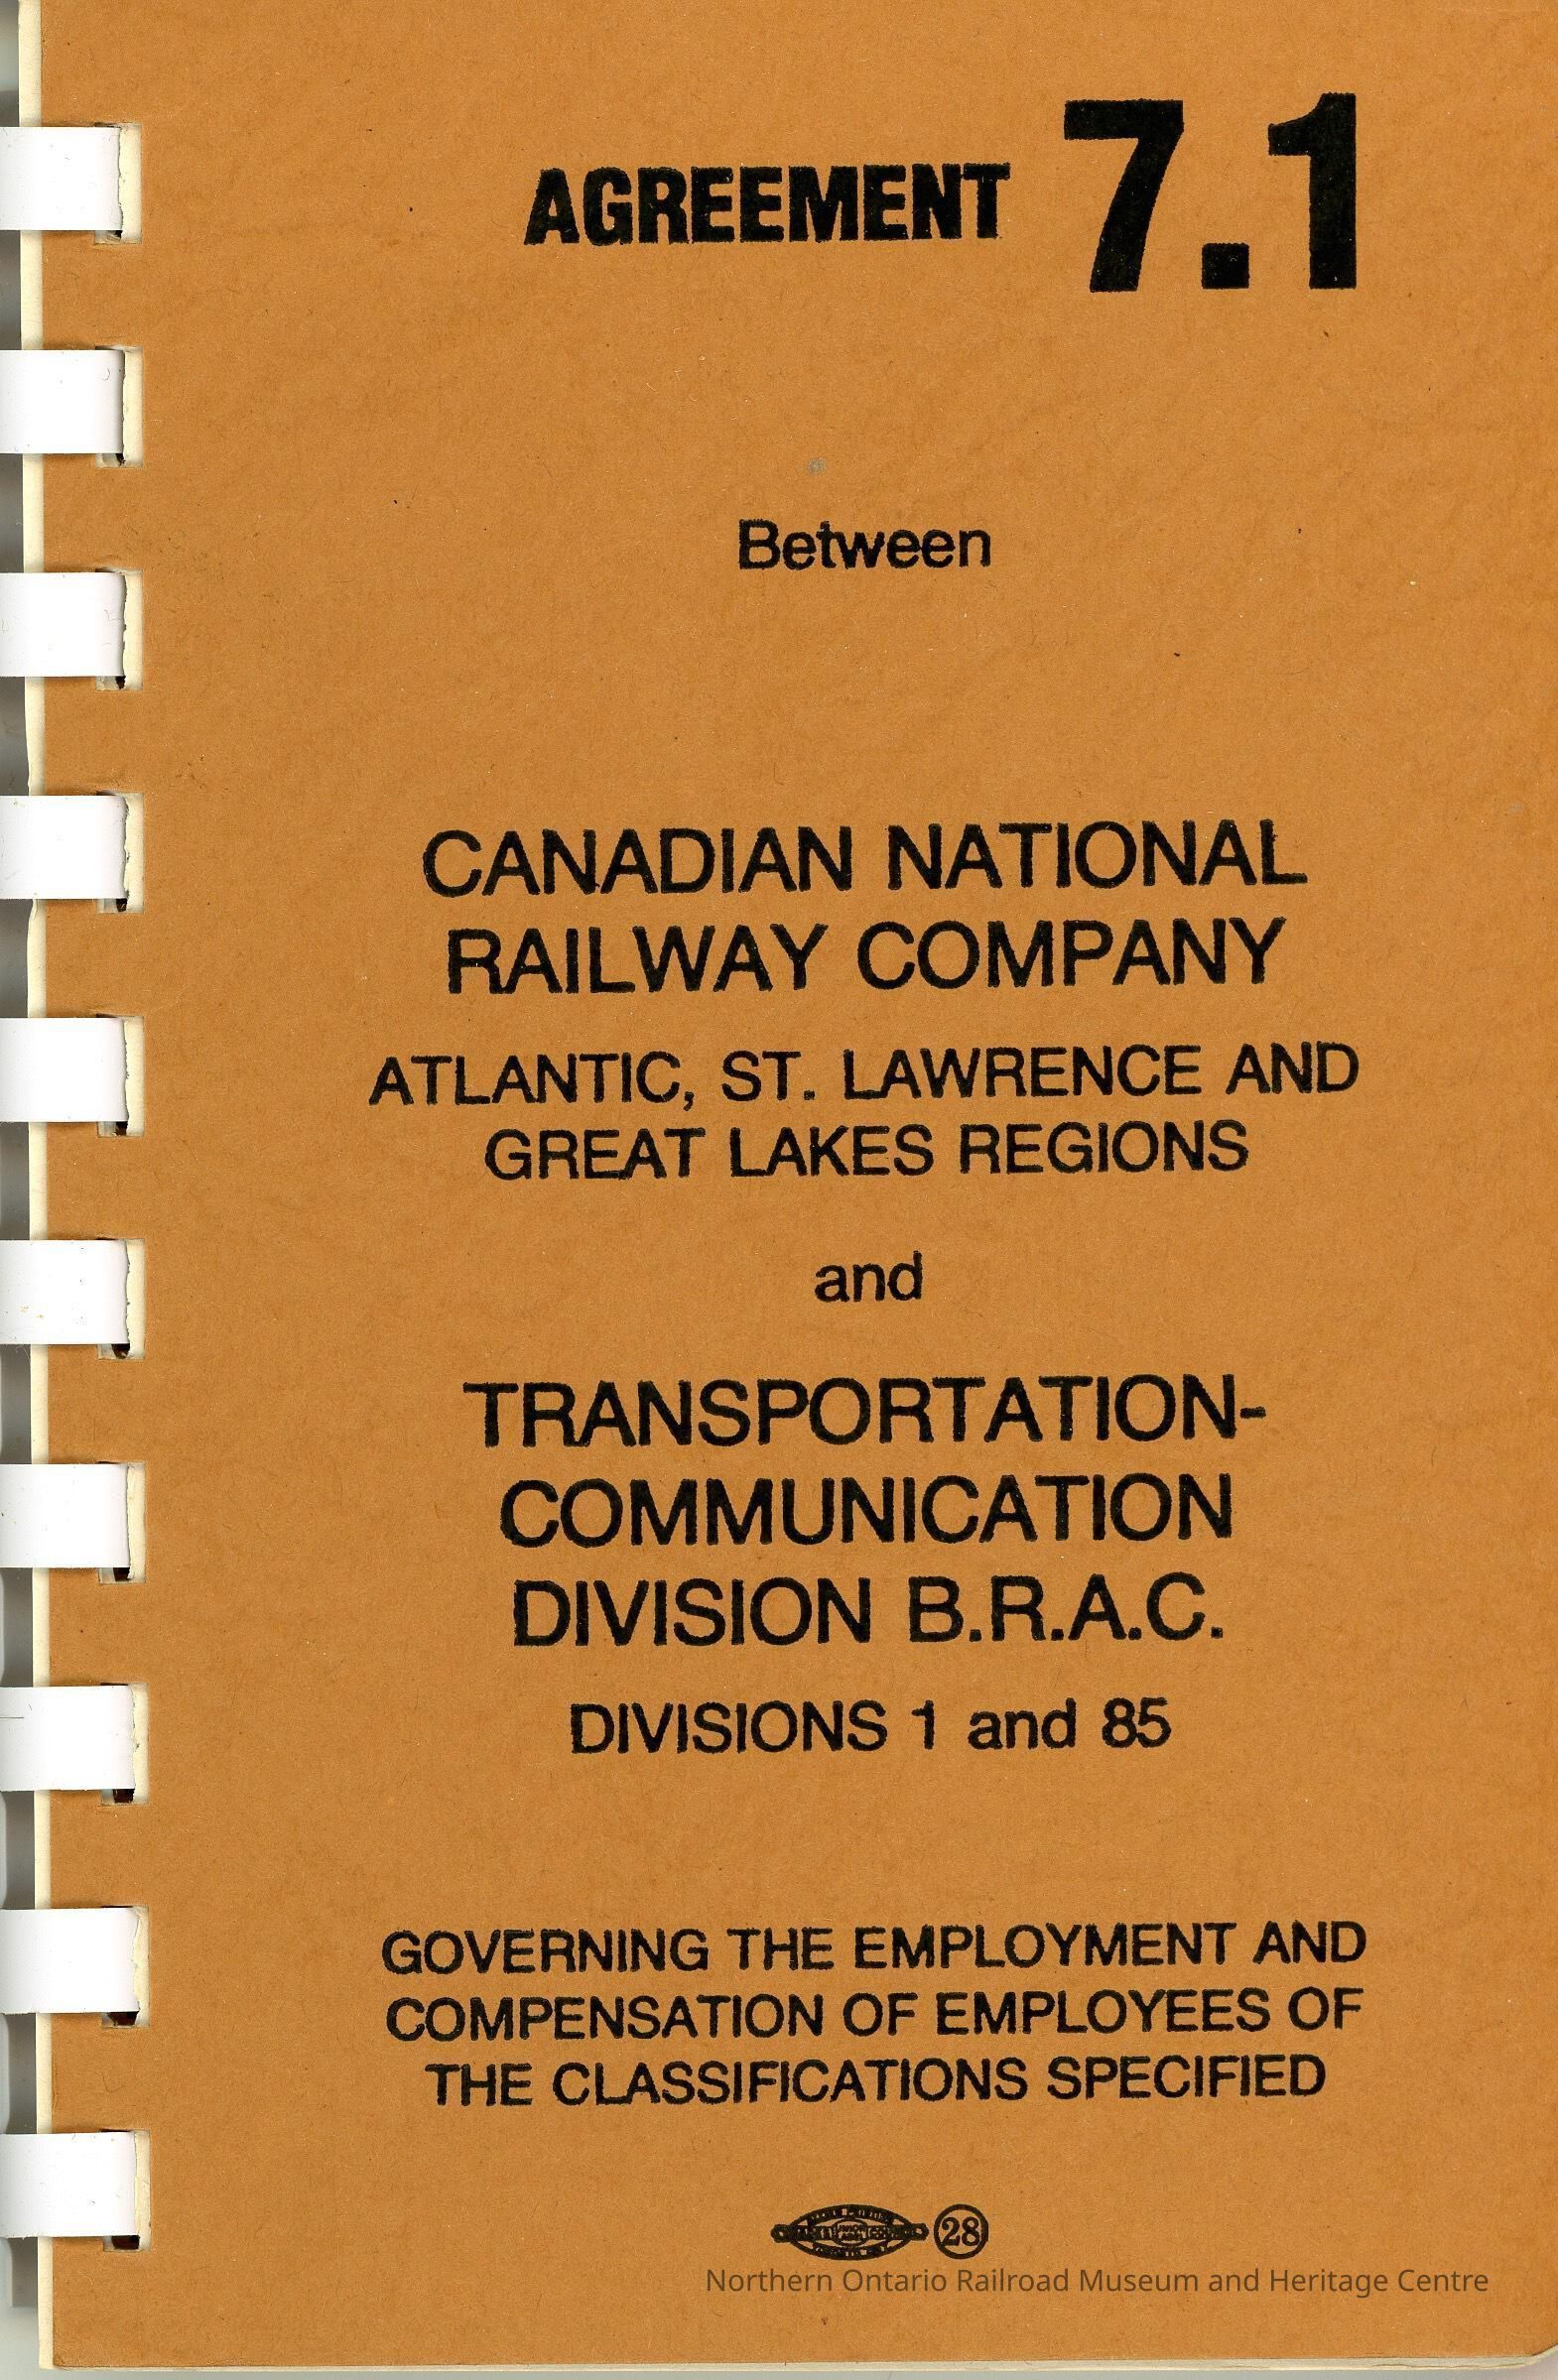 AGREEMENT 7.1
Between
CANADIAN NATIONAL
RAILWAY COMPANY
ATLANTIC, ST. LAWRENCE AND
GREAT LAKES REGIONS
and
TRANSPORTATION-
COMMUNICATION
DIVISION B.R.A.C.
DIVISIONS 1 and 85
GOVERNING THE EMPLOYMENT AND
COMPENSATION OF EMPLOYEES OF
THE CLASSIFICATIONS SPECIFIED
28
Northern Ontario Railroad Museum and Heritage Centre